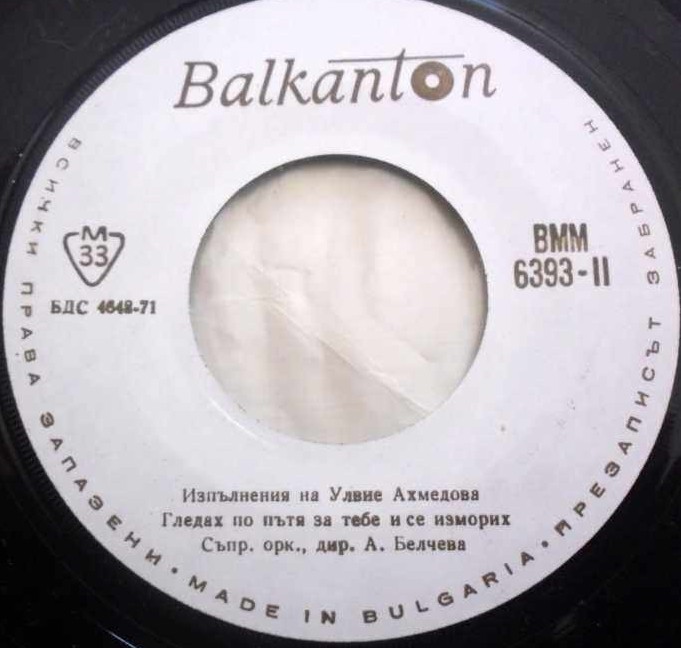 Balkanton
М
33
БДС 4648-71
ВММ
6393-II
Изпълнения на Улвие Ахмедова
Гледах по пътя за тебе и се изморих
Съпр. орк., дир. А. Белчева
ВСИЧКИ ПРАВА ЗАПАЗЕНИ • MADE IN BULGARIA • ПРЕЗАПИСЪТ ЗАБРАНЕН